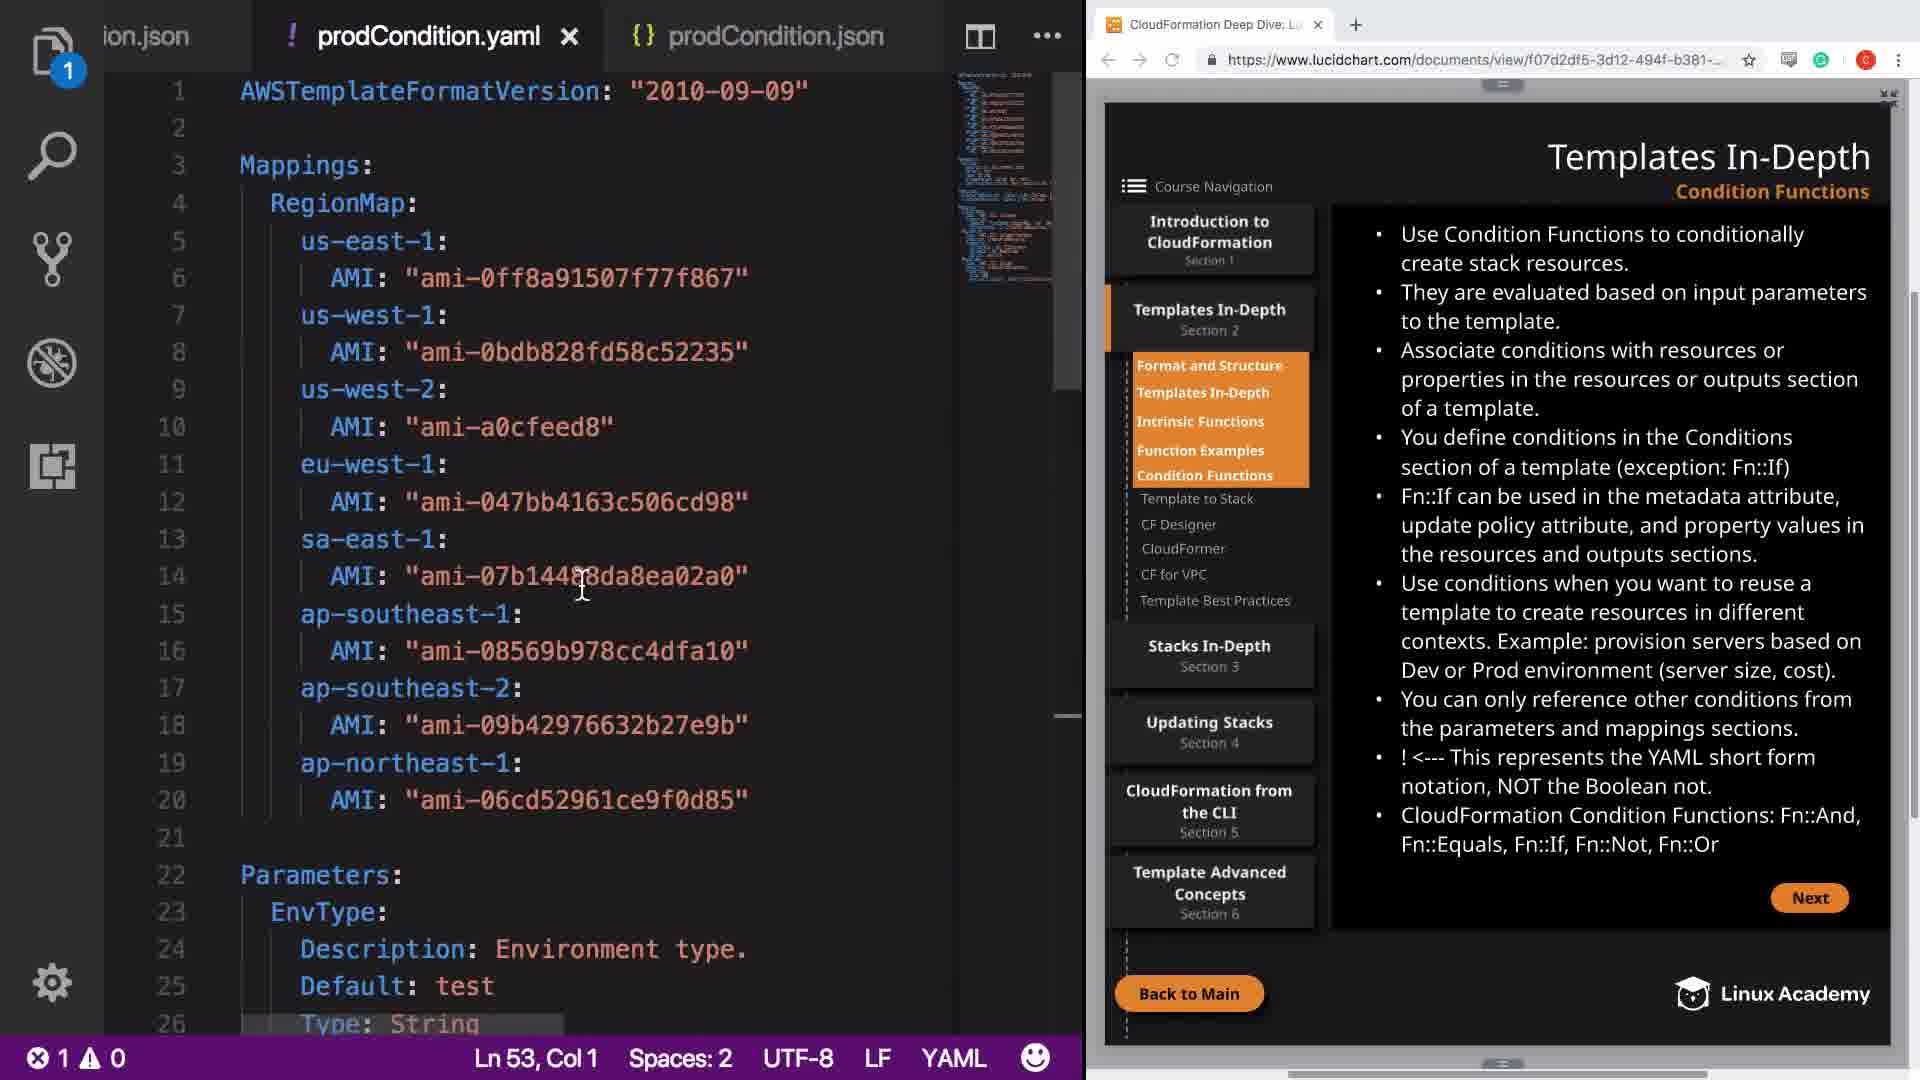 ion.json
! prodCondition.yaml ×
{} prodCondition.json
1
1 AWSTemplateFormatVersion: "2010-09-09"
2
3 Mappings:
4 RegionMap:
5 us-east-1:
6 AMI: "ami-0ff8a91507f77f867"
7 us-west-1:
8 AMI: "ami-0bdb828fd58c52235"
9 us-west-2:
10 AMI: "ami-a0cfeed8"
11 eu-west-1:
12 AMI: "ami-047bb4163c506cd98"
13 sa-east-1:
14 AMI: "ami-07b14488da8ea02a0"
15 ap-southeast-1:
16 AMI: "ami-08569b978cc4dfa10"
17 ap-southeast-2:
18 AMI: "ami-09b42976632b27e9b"
19 ap-northeast-1:
20 AMI: "ami-06cd52961ce9f0d85"
21
22 Parameters:
23 EnvType:
24 Description: Environment type.
25 Default: test
26 Type: String
1 0
Ln 53, Col 1
Spaces: 2
UTF-8
LF
YAML
CloudFormation Deep Dive: Lu
https://www.lucidchart.com/documents/view/f07d2df5-3d12-494f-b381-...
C
Templates In-Depth
Condition Functions
Course Navigation
Introduction to
CloudFormation
Section 1
Templates In-Depth
Section 2
Format and Structure
Templates In-Depth
Intrinsic Functions
Function Examples
Condition Functions
Template to Stack
CF Designer
CloudFormer
CF for VPC
Template Best Practices
Stacks In-Depth
Section 3
Updating Stacks
Section 4
CloudFormation from
the CLI
Section 5
Template Advanced
Concepts
Section 6
Back to Main
• Use Condition Functions to conditionally
create stack resources.
• They are evaluated based on input parameters
to the template.
• Associate conditions with resources or
properties in the resources or outputs section
of a template.
• You define conditions in the Conditions
section of a template (exception: Fn::If)
• Fn::If can be used in the metadata attribute,
update policy attribute, and property values in
the resources and outputs sections.
• Use conditions when you want to reuse a
template to create resources in different
contexts. Example: provision servers based on
Dev or Prod environment (server size, cost).
• You can only reference other conditions from
the parameters and mappings sections.
• ! <--- This represents the YAML short form
notation, NOT the Boolean not.
• CloudFormation Condition Functions: Fn::And,
Fn::Equals, Fn::If, Fn::Not, Fn::Or
Next
Linux Academy